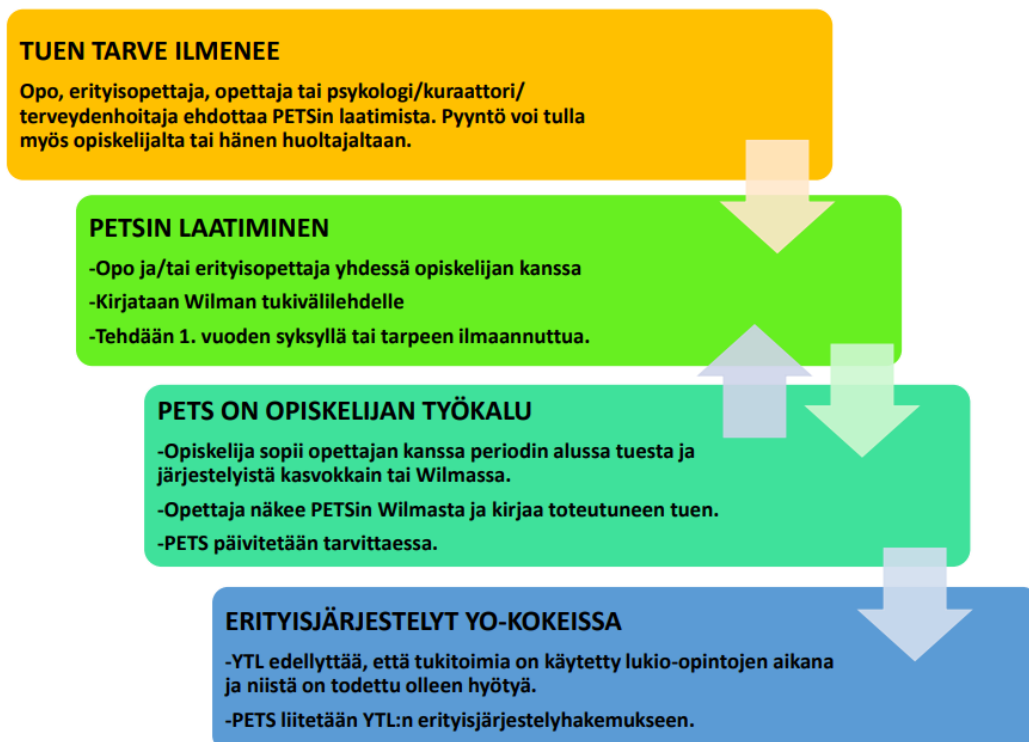 TUEN TARVE ILMENEE
Opo, erityisopettaja, opettaja tai psykologi/kuraattori/
terveydenhoitaja ehdottaa PETSin laatimista. Pyyntö voi tulla
myös opiskelijalta tai hänen huoltajaltaan.
PETSIN LAATIMINEN
-Opo ja/tai erityisopettaja yhdessä opiskelijan kanssa
-Kirjataan Wilman tukivälilehdelle
-Tehdään 1. vuoden syksyllä tai tarpeen ilmaannuttua.
PETS ON OPISKELIJAN TYÖKALU
-Opiskelija sopii opettajan kanssa periodin alussa tuesta ja
järjestelyistä kasvokkain tai Wilmassa.
-Opettaja näkee PETSin Wilmasta ja kirjaa toteutuneen tuen.
-PETS päivitetään tarvittaessa.
ERITYISJÄRJESTELYT YO-KOKEISSA
-YTL edellyttää, että tukitoimia on käytetty lukio-opintojen aikana
ja niistä on todettu olleen hyötyä.
-PETS liitetään YTL:n erityisjärjestelyhakemukseen.